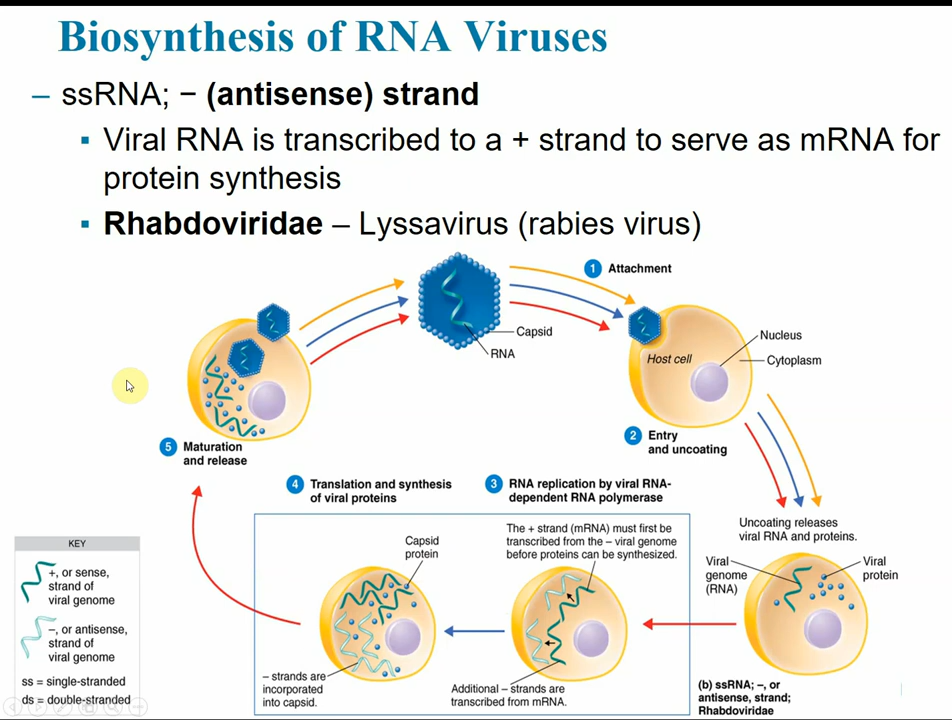 Biosynthesis of RNA Viruses
– ssRNA; − (antisense) strand
▪ Viral RNA is transcribed to a + strand to serve as mRNA for
protein synthesis
▪ Rhabdoviridae – Lyssavirus (rabies virus)
1 Attachment
Capsid
RNA
Host cell
Nucleus
Cytoplasm
2 Entry
and uncoating
5 Maturation
and release
4 Translation and synthesis
of viral proteins
3 RNA replication by viral RNA-
dependent RNA polymerase
Uncoating releases
viral RNA and proteins.
Viral
genome
(RNA)
Viral
protein
The + strand (mRNA) must first be
transcribed from the – viral genome
before proteins can be synthesized.
Capsid
protein
– strands are
incorporated
into capsid.
Additional – strands are
transcribed from mRNA.
(b) ssRNA; –, or
antisense, strand;
Rhabdoviridae
KEY
+, or sense,
strand of
viral genome
–, or antisense,
strand of
viral genome
ss = single-stranded
ds = double-stranded